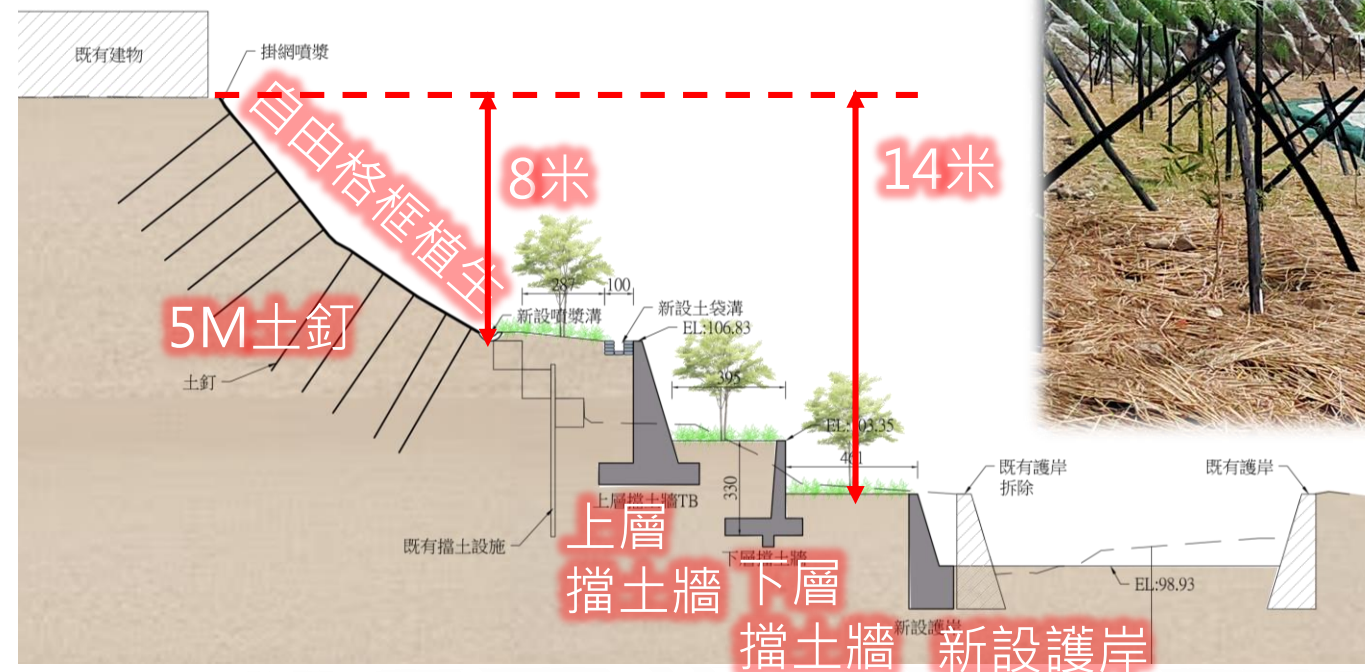 既有建物
掛網噴漿
自由格框植生
8米
14米
5M土釘
土釘
287
100
新設噴漿溝
新設土袋溝
EL:106.83
395
EL:103.35
461
330
既有護岸
拆除
既有護岸
上層擋土牆TB
既有擋土設施
上層
擋土牆
下層擋土牆
下層
擋土牆
EL:98.93
新設護岸
新設護岸